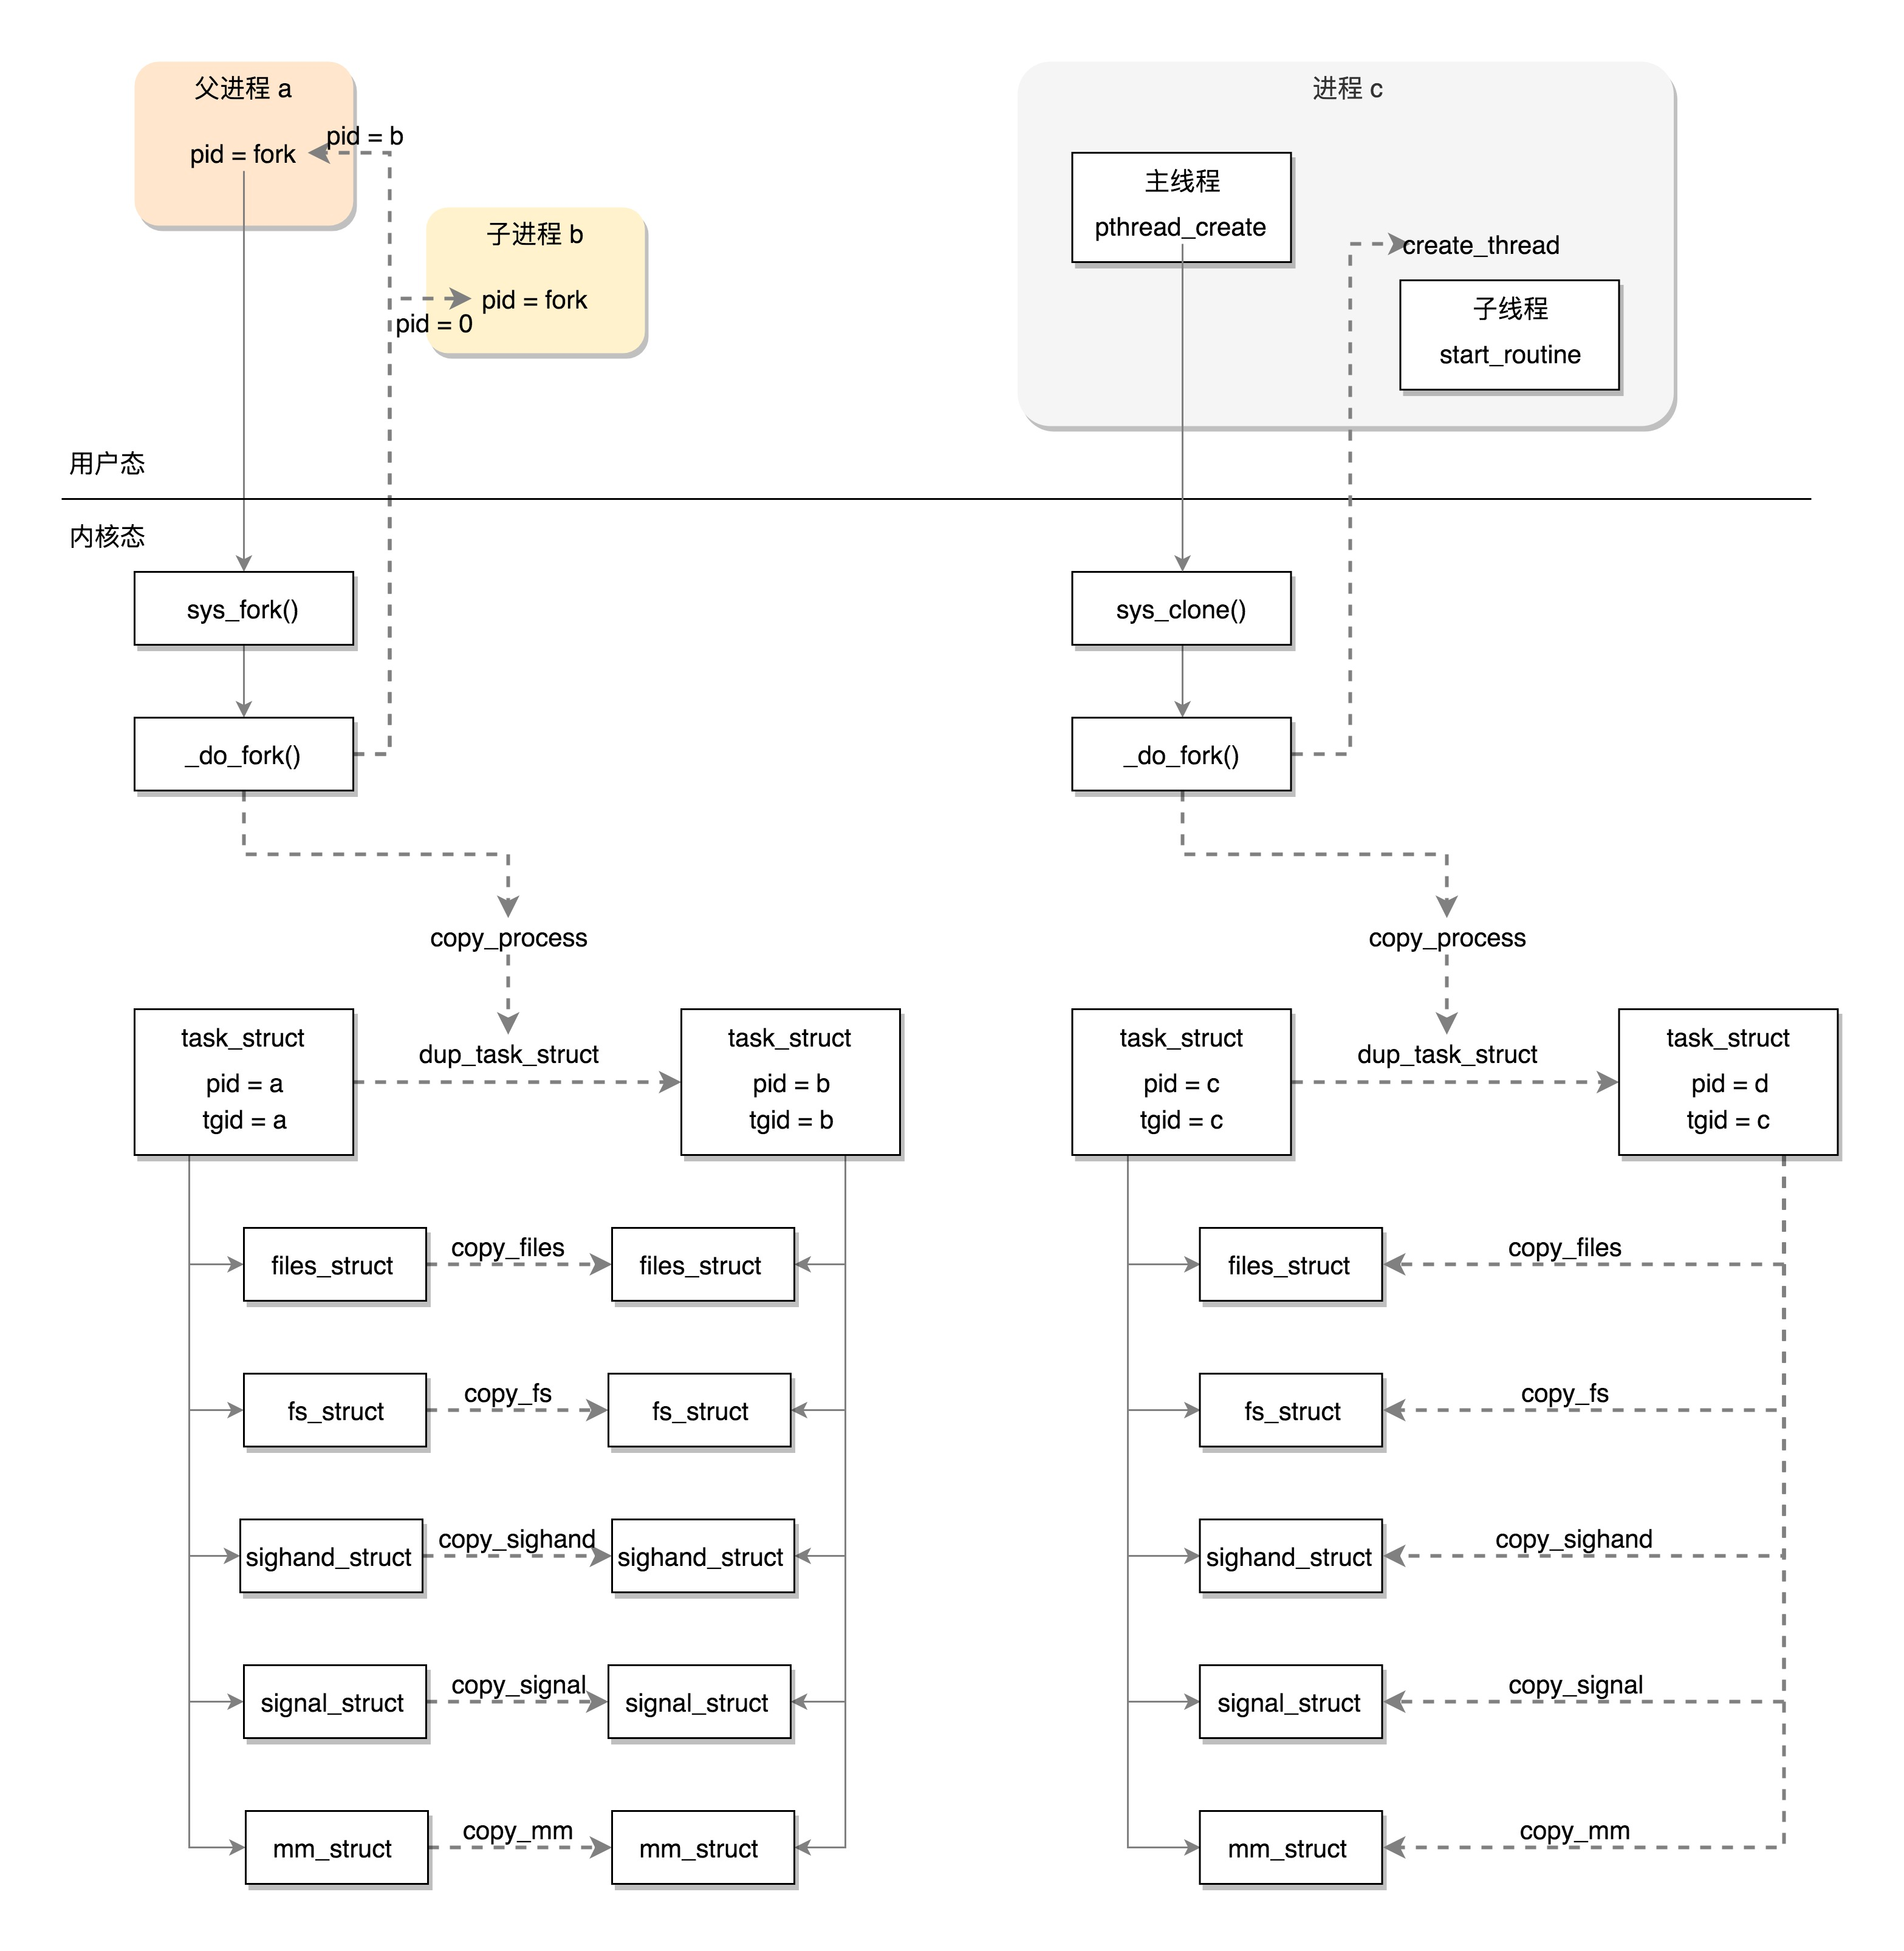 父进程 a
pid = fork
pid = b
子进程 b
pid = fork
pid = 0
进程 c
主线程
pthread_create
create_thread
子线程
start_routine
用户态
内核态
sys_fork()
_do_fork()
copy_process
dup_task_struct
task_struct
pid = a
tgid = a
task_struct
pid = b
tgid = b
files_struct
copy_files
files_struct
fs_struct
copy_fs
fs_struct
sighand_struct
copy_sighand
sighand_struct
signal_struct
copy_signal
signal_struct
mm_struct
copy_mm
mm_struct
sys_clone()
_do_fork()
copy_process
dup_task_struct
task_struct
pid = c
tgid = c
task_struct
pid = d
tgid = c
files_struct
copy_files
fs_struct
copy_fs
sighand_struct
copy_sighand
signal_struct
copy_signal
mm_struct
copy_mm